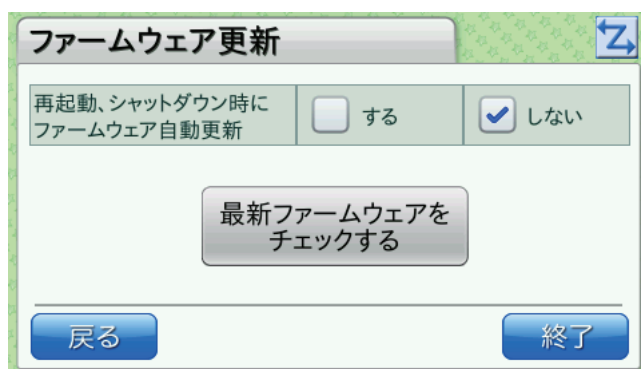 ファームウェア更新
Z
再起動、シャットダウン時に
ファームウェア自動更新
する
しない
最新ファームウェアを
チェックする
戻る
終了